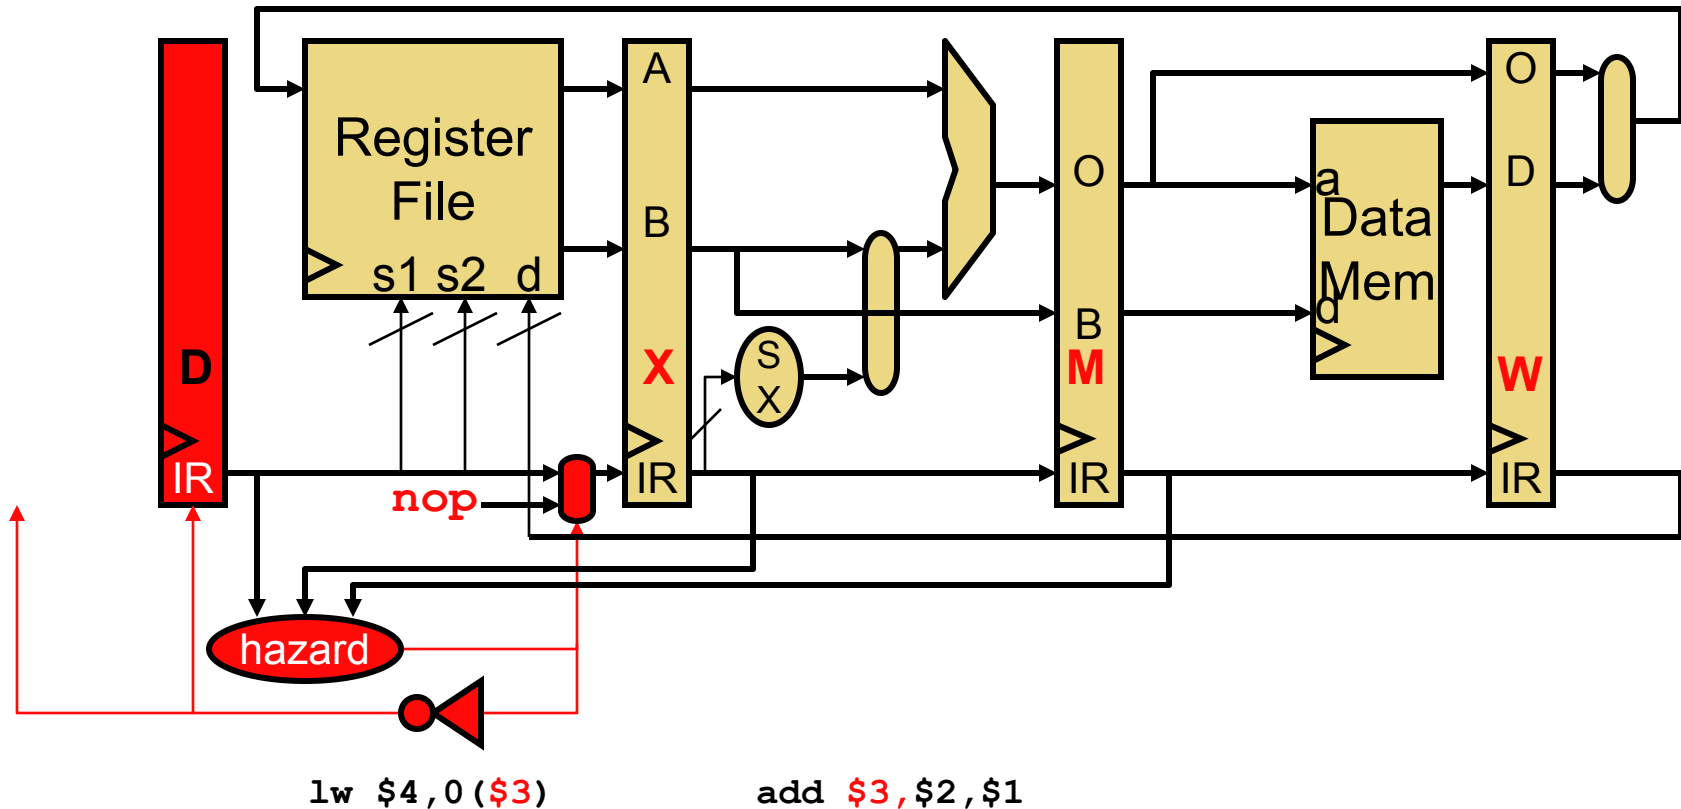 A
O
Register
File
B
O
a
D
Data
Mem
d
s1 s2 d
S
X
B
D
X
M
W
IR
nop
IR
IR
IR
hazard
lw $4,0($3)
add $3,$2,$1